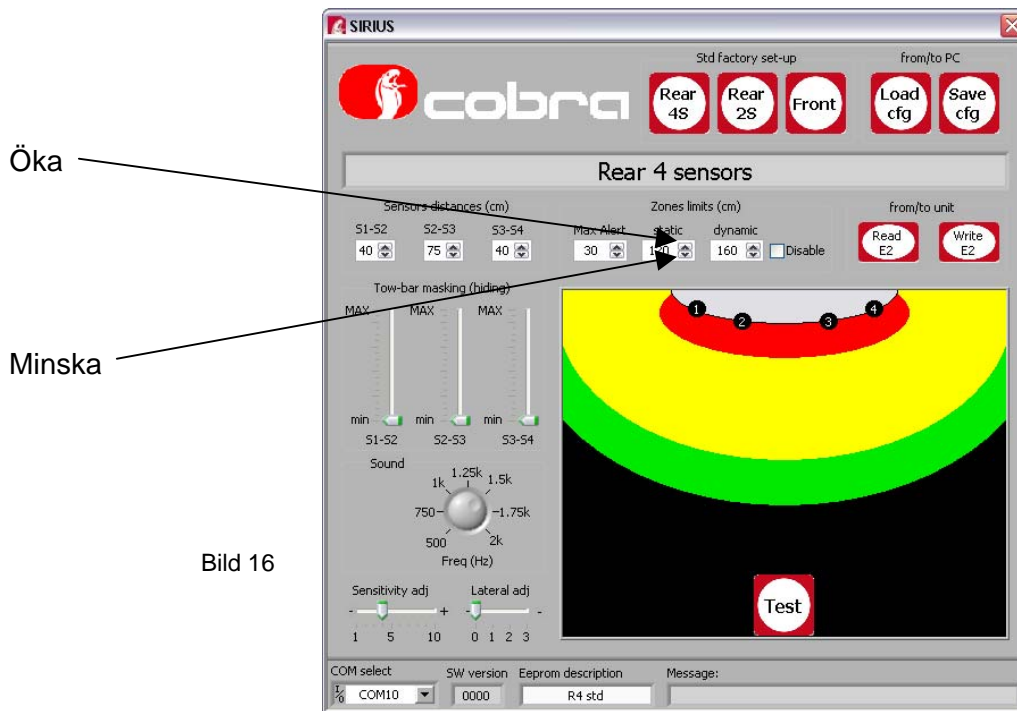 SIRIUS
cobra
Std factory set-up
Rear 4S
Rear 2S
Front
from/to PC
Load cfg
Save cfg
Öka
Rear 4 sensors
Sensors distances (cm)
S1-S2 S2-S3 S3-S4
40 75 40
Zones limits (cm)
Max Alert static dynamic
30 160 Disable
from/to unit
Read E2
Write E2
Tow-bar masking (hiding)
MAX MAX MAX
1 2 3 4
Minska
min min min
S1-S2 S2-S3 S3-S4
Sound
500 750 1k 1.25k 1.5k 1.75k 2k
Freq (Hz)
Bild 16
Sensitivity adj
- +
1 5 10
Lateral adj
- -
0 1 2 3
Test
COM select SW version Eeprom description Message:
I/O COM10 0000 R4 std